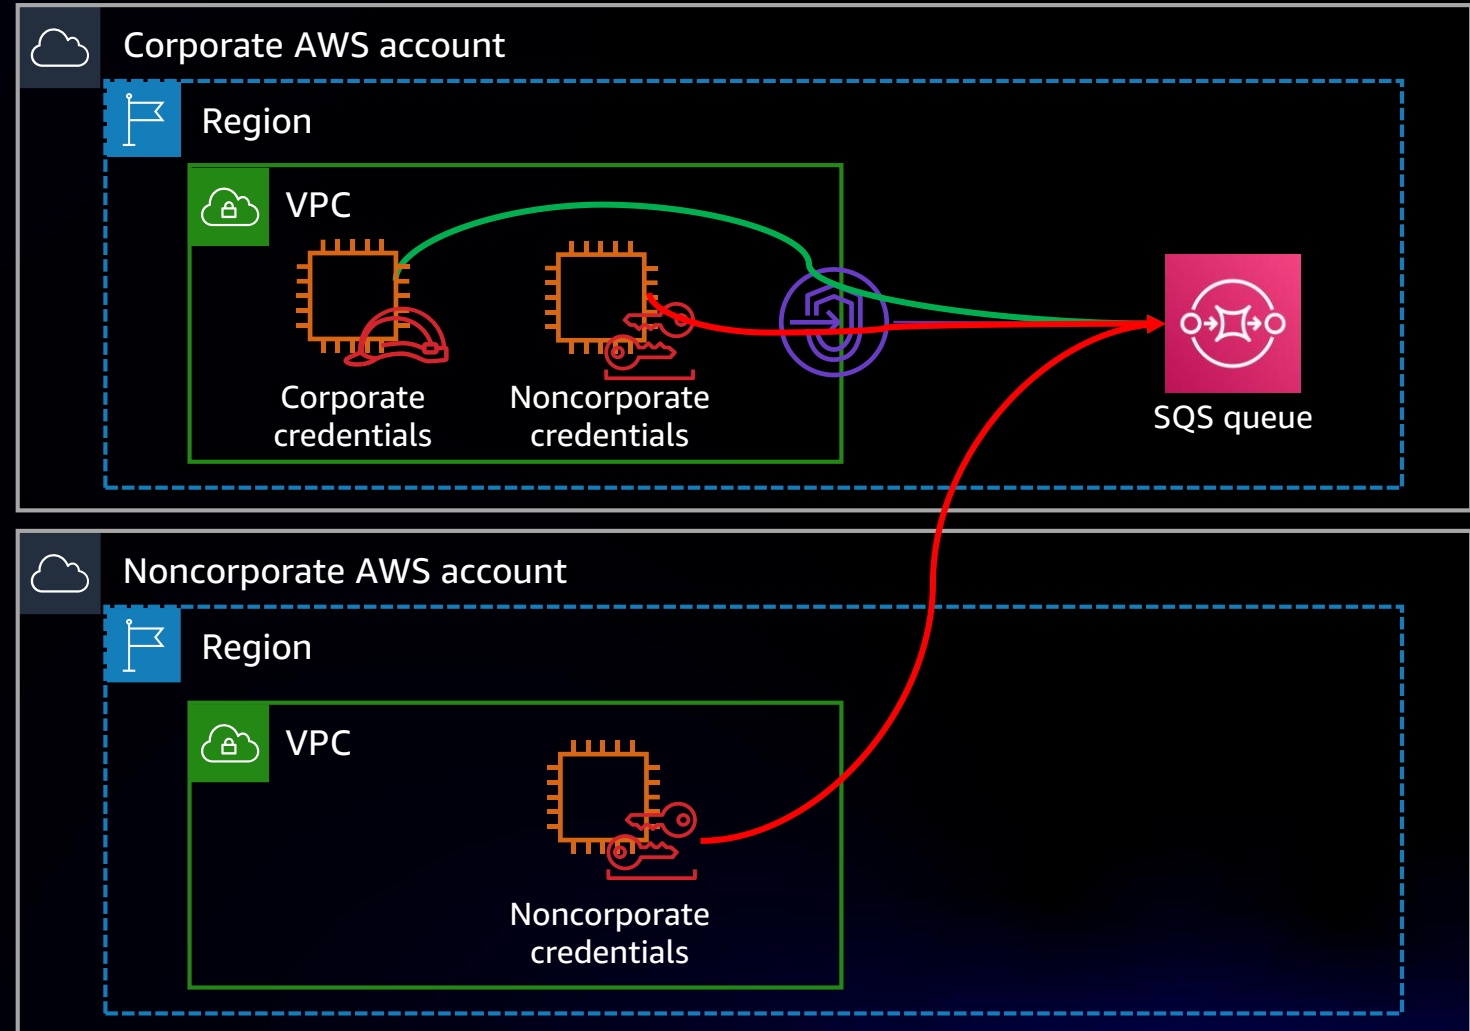 Corporate AWS account
Region
VPC
Corporate
credentials
Noncorporate
credentials
SQS queue
Noncorporate AWS account
Region
VPC
Noncorporate
credentials